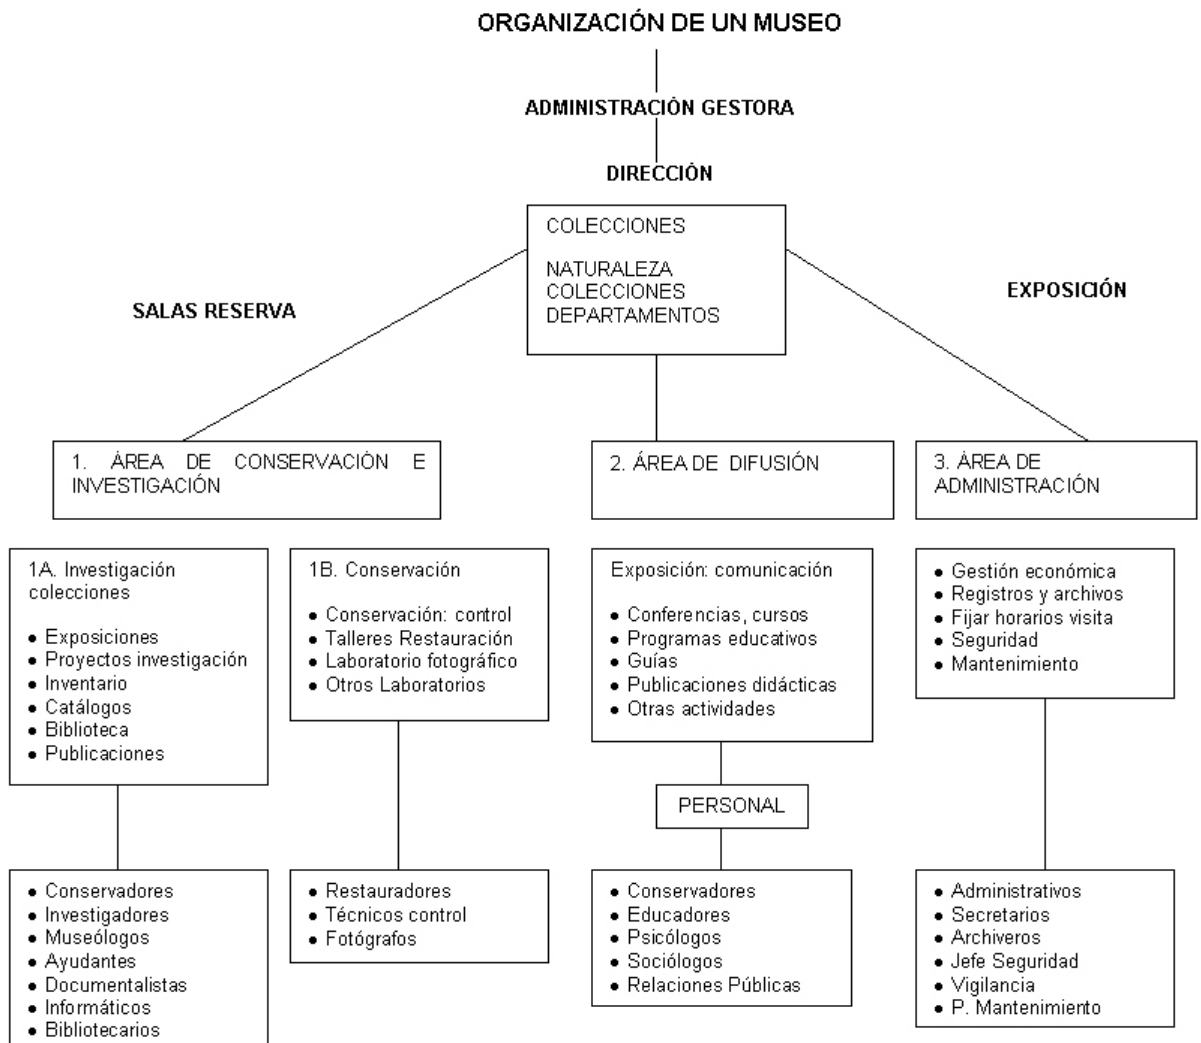 ORGANIZACIÓN DE UN MUSEO
ADMINISTRACIÓN GESTORA
DIRECCIÓN
COLECCIONES
NATURALEZA
COLECCIONES
DEPARTAMENTOS
SALAS RESERVA
EXPOSICIÓN
1. ÁREA DE CONSERVACIÓN E
INVESTIGACIÓN
2. ÁREA DE DIFUSIÓN
3. ÁREA DE
ADMINISTRACIÓN
1A. Investigación
colecciones
● Exposiciones
● Proyectos investigación
● Inventario
● Catálogos
● Biblioteca
● Publicaciones
1B. Conservación
● Conservación: control
● Talleres Restauración
● Laboratorio fotográfico
● Otros Laboratorios
Exposición: comunicación
● Conferencias, cursos
● Programas educativos
● Guías
● Publicaciones didácticas
● Otras actividades
● Gestión económica
● Registros y archivos
● Fijar horarios visita
● Seguridad
● Mantenimiento
PERSONAL
● Conservadores
● Investigadores
● Museólogos
● Ayudantes
● Documentalistas
● Informáticos
● Bibliotecarios
● Restauradores
● Técnicos control
● Fotógrafos
● Conservadores
● Educadores
● Psicólogos
● Sociólogos
● Relaciones Públicas
● Administrativos
● Secretarios
● Archiveros
● Jefe Seguridad
● Vigilancia
● P. Mantenimiento